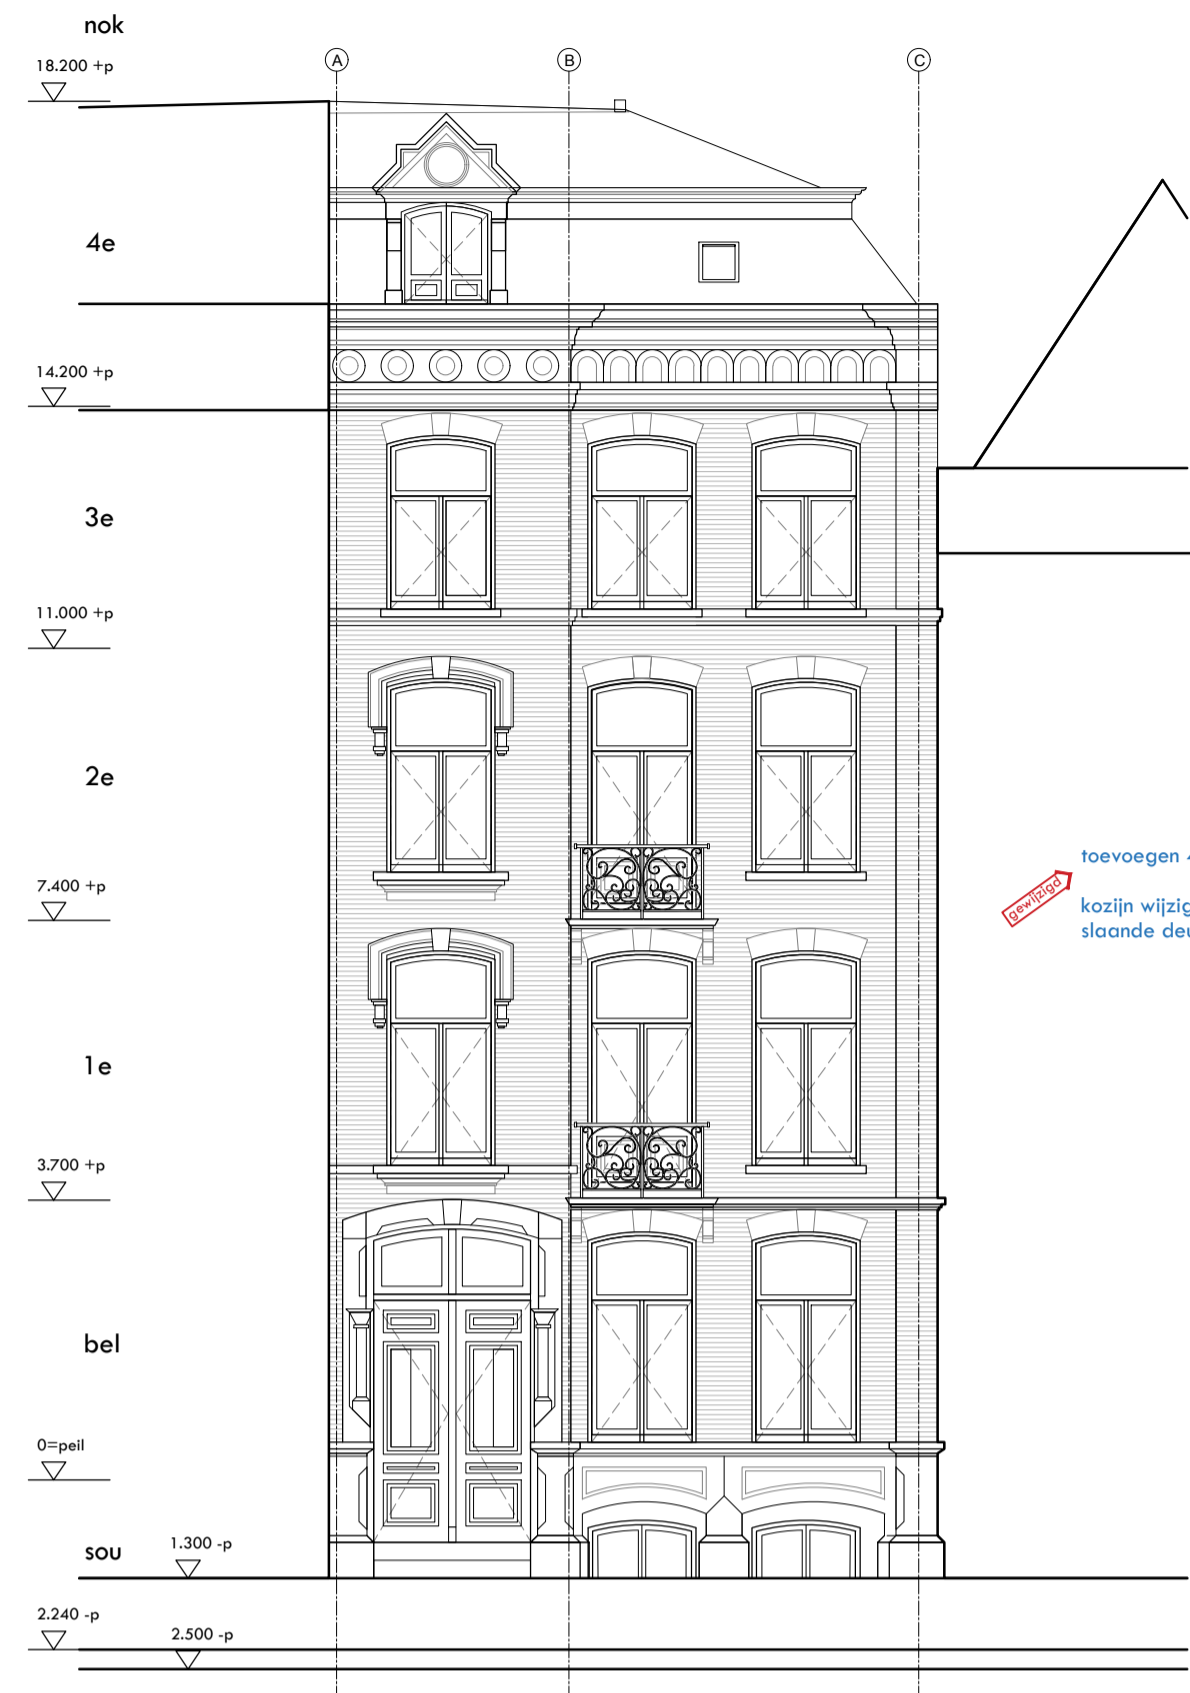 nok
18.200 +p
A
B
C
4e
14.200 +p
3e
11.000 +p
2e
toevoegen
7.400 +p
gewijzigd
kozijn wijzig
slaande deu
1e
3.700 +p
bel
0=peil
sou
1.300 -p
2.240 -p
2.500 -p